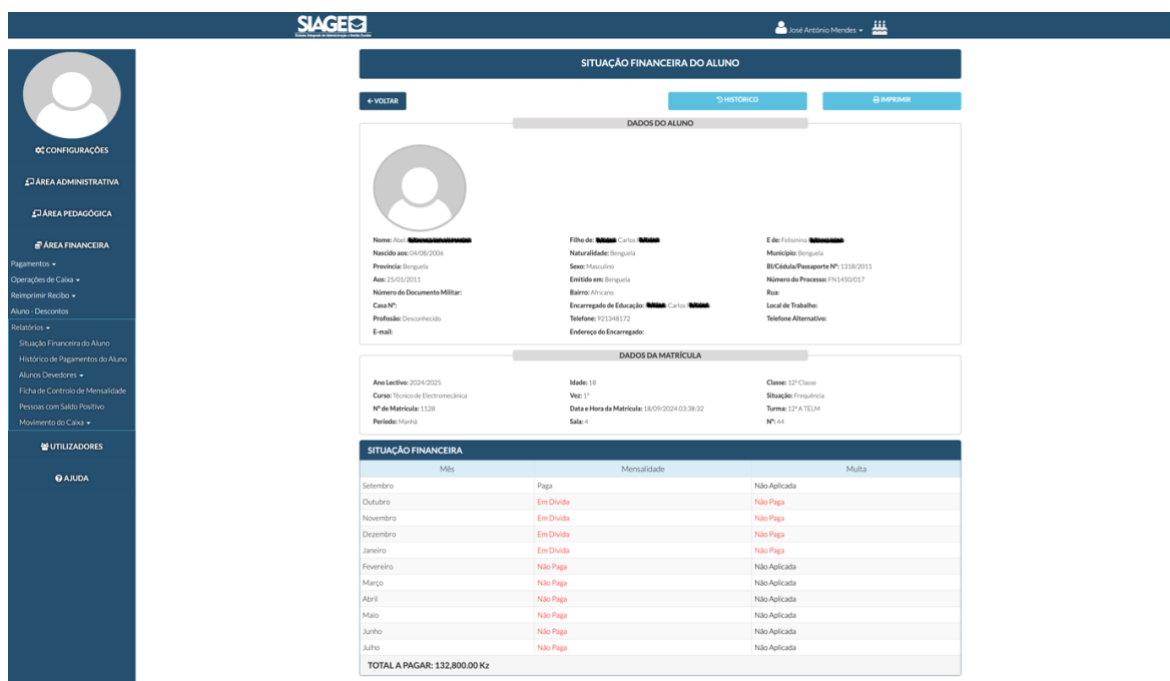 SIAGE
José António Mendes
SITUAÇÃO FINANCEIRA DO ALUNO
VOLTAR
HISTÓRICO
IMPRIMIR
CONFIGURAÇÕES
ÁREA ADMINISTRATIVA
ÁREA PEDAGÓGICA
ÁREA FINANCEIRA
Pagamentos
Operações de Caixa
Reimprimir Recibo
Aluno - Descontos
Relatórios
Situação Financeira do Aluno
Histórico de Pagamentos do Aluno
Alunos Devedores
Ficha de Controlo de Mensalidade
Pessoas com Saldo Positivo
Movimento do Caixa
UTILIZADORES
AJUDA
DADOS DO ALUNO
Nome: Abel Filho de: Carlos E de: Felismina
Nascido aos: 04/08/2006 Naturalidade: Benguela Município: Benguela
Província: Benguela Sexo: Masculino BI/Cédula/Passaporte Nº: 1318/2011
Aos: 25/01/2011 Emitido em: Benguela Número do Processo: FN1450/017
Número do Documento Militar: Bairro: Africano Rua:
Casa Nº: Encarregado de Educação: Carlos Local de Trabalho:
Profissão: Desconhecido Telefone: 921348172 Telefone Alternativo:
E-mail: Endereço do Encarregado:
DADOS DA MATRÍCULA
Ano Lectivo: 2024/2025 Idade: 18 Classe: 12ª Classe
Curso: Técnico de Electromecânica Vez: 1ª Situação: Frequência
Nº de Matrícula: 1128 Data e Hora da Matrícula: 18/09/2024 03:38:32 Turma: 12ª A TELM
Período: Manhã Sala: 4 Nº: 44
SITUAÇÃO FINANCEIRA
Mês Mensalidade Multa
Setembro Paga Não Aplicada
Outubro Em Dívida Não Paga
Novembro Em Dívida Não Paga
Dezembro Em Dívida Não Paga
Janeiro Em Dívida Não Paga
Fevereiro Não Paga Não Aplicada
Março Não Paga Não Aplicada
Abril Não Paga Não Aplicada
Maio Não Paga Não Aplicada
Junho Não Paga Não Aplicada
Julho Não Paga Não Aplicada
TOTAL A PAGAR: 132,800.00 Kz